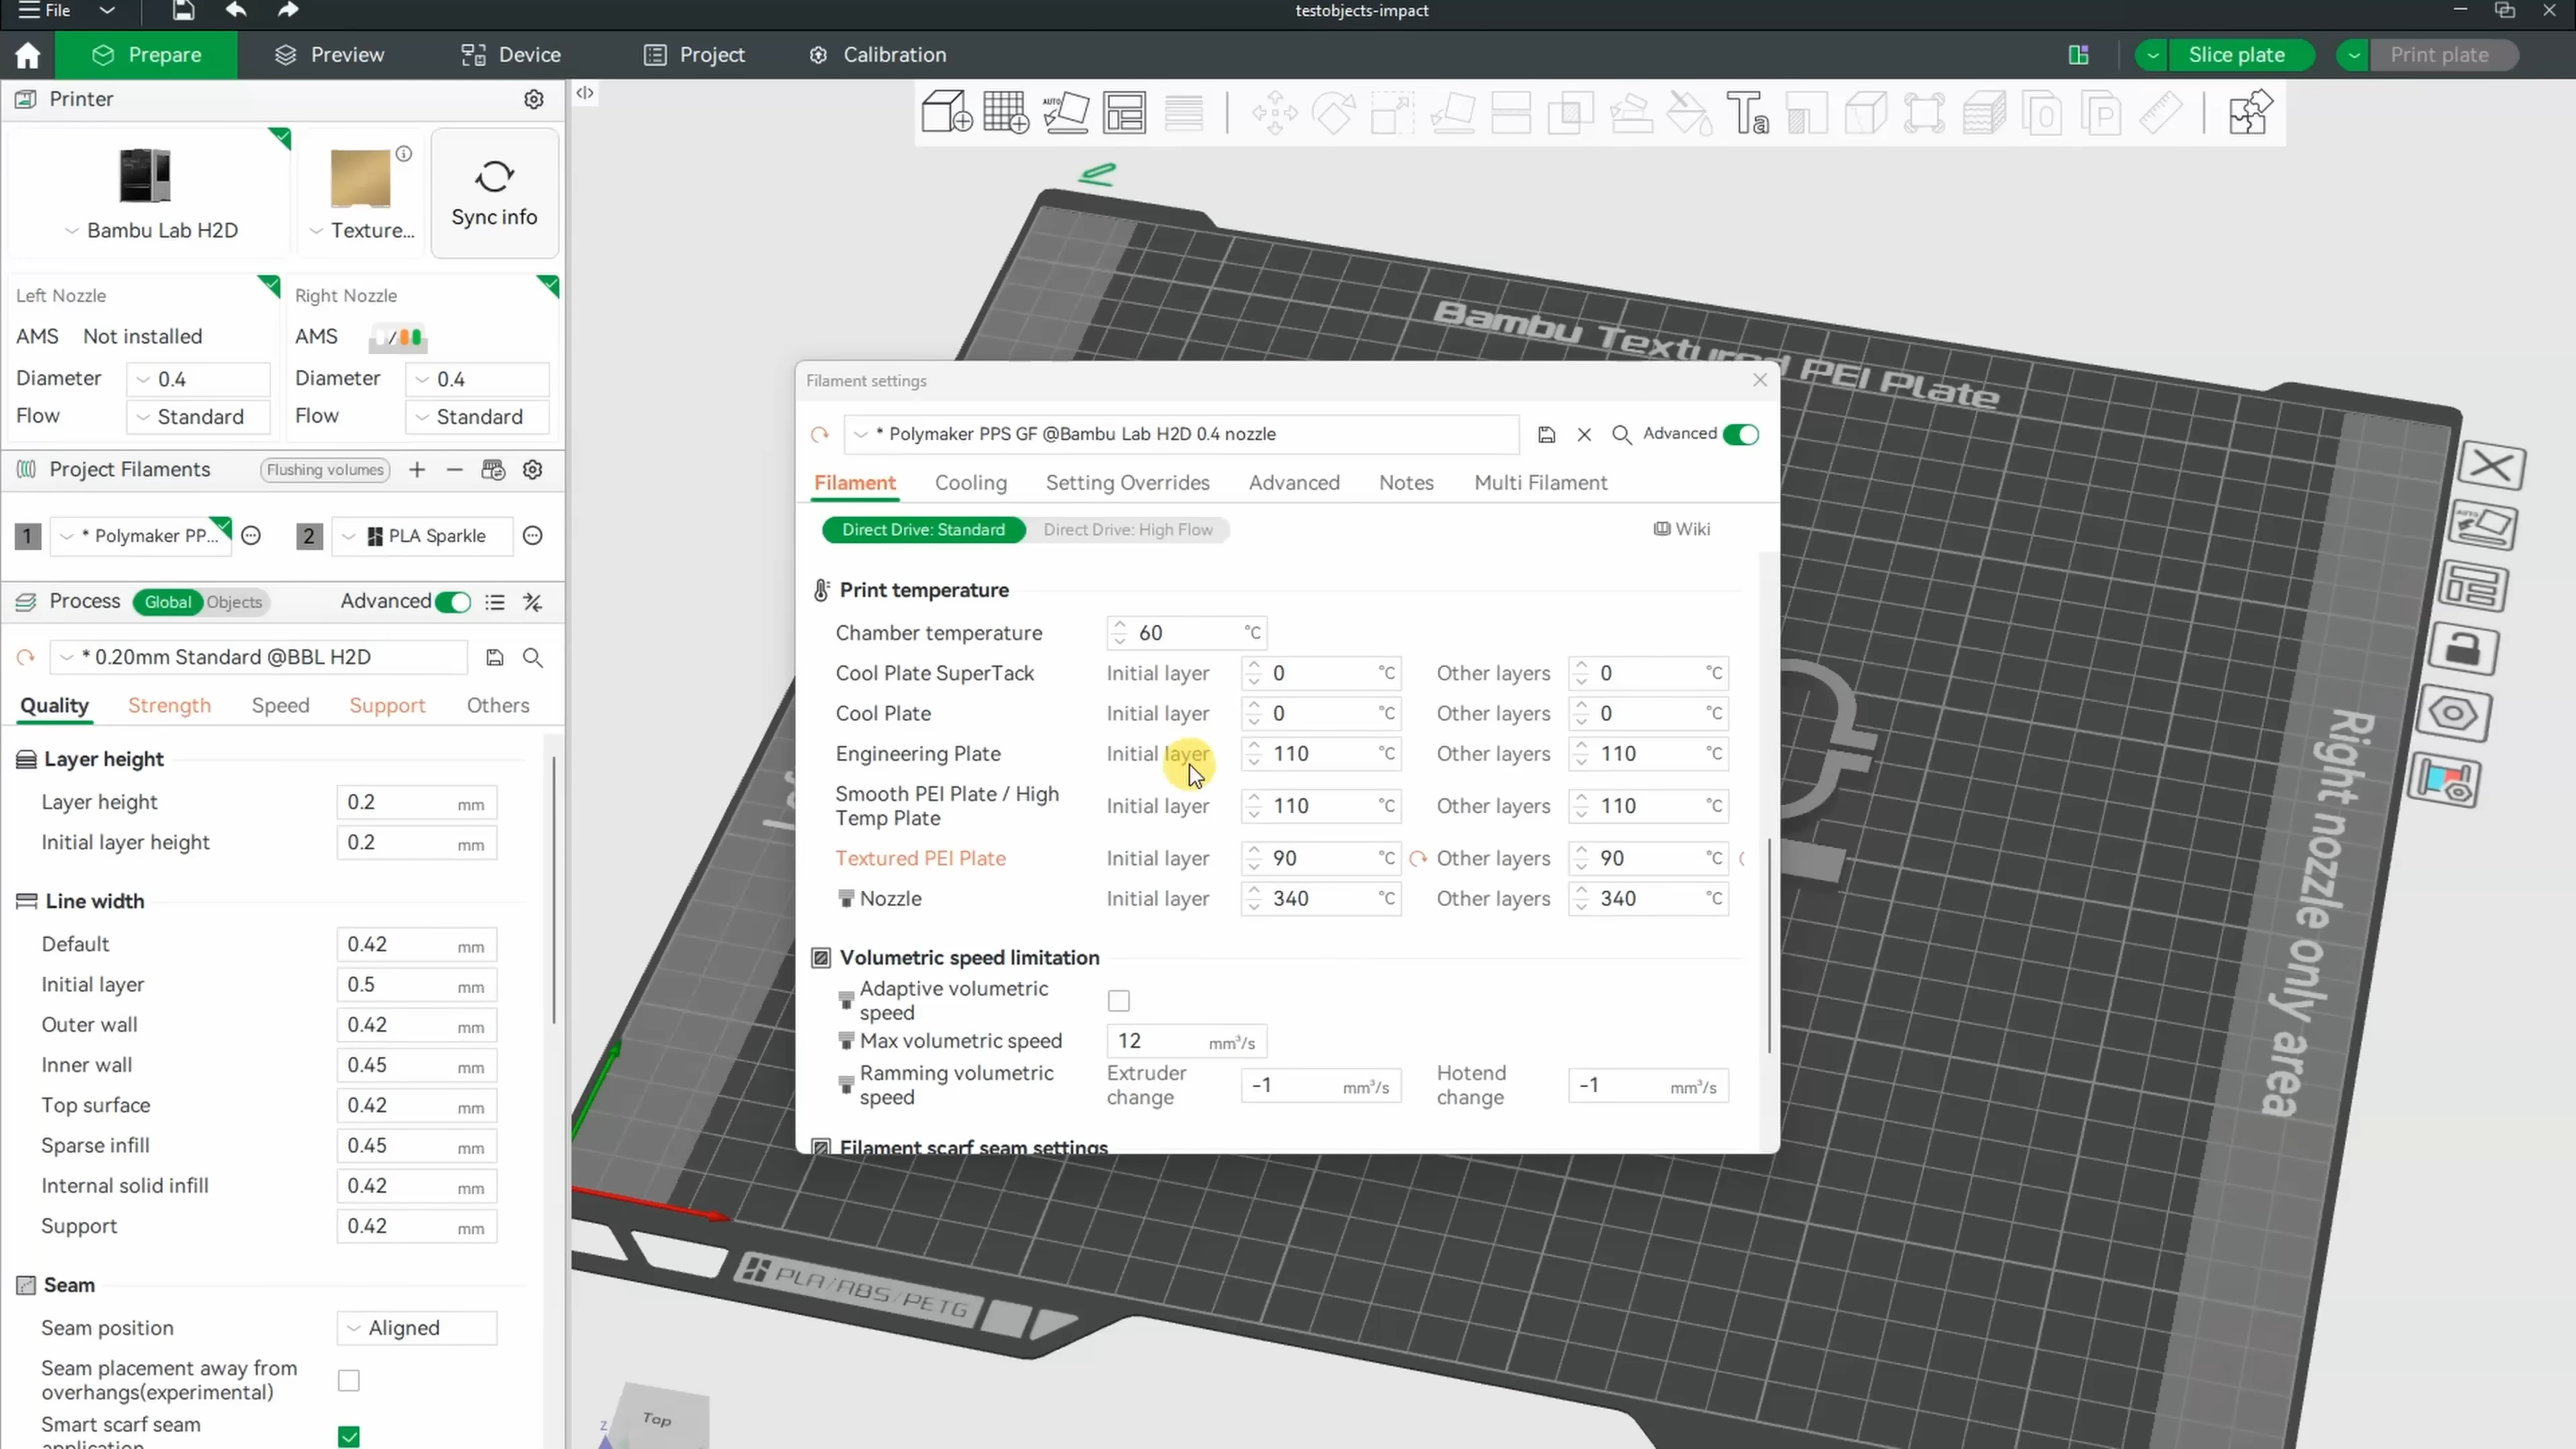 File
testobjects-impact
Prepare
Preview
Device
Project
Calibration
Slice plate
Print plate
Printer
Bambu Lab H2D
Texture...
Sync info
Left Nozzle
Right Nozzle
AMS Not installed
AMS
Diameter 0.4
Diameter 0.4
Flow Standard
Flow Standard
Project Filaments
Flushing volumes
1 * Polymaker PP...
2 PLA Sparkle
Process
Global
Objects
Advanced
* 0.20mm Standard @BBL H2D
Quality
Strength
Speed
Support
Others
Layer height
Layer height 0.2 mm
Initial layer height 0.2 mm
Line width
Default 0.42 mm
Initial layer 0.5 mm
Outer wall 0.42 mm
Inner wall 0.45 mm
Top surface 0.42 mm
Sparse infill 0.45 mm
Internal solid infill 0.42 mm
Support 0.42 mm
Seam
Seam position Aligned
Seam placement away from
overhangs(experimental)
Smart scarf seam
application
AUTO
Ta
Bambu Textured PEI Plate
Right nozzle only area
PLA/ABS/PETG
Top
Z
Filament settings
* Polymaker PPS GF @Bambu Lab H2D 0.4 nozzle
Advanced
Filament
Cooling
Setting Overrides
Advanced
Notes
Multi Filament
Direct Drive: Standard
Direct Drive: High Flow
Wiki
Print temperature
Chamber temperature 60 °C
Cool Plate SuperTack Initial layer 0 °C Other layers 0 °C
Cool Plate Initial layer 0 °C Other layers 0 °C
Engineering Plate Initial layer 110 °C Other layers 110 °C
Smooth PEI Plate / High
Temp Plate Initial layer 110 °C Other layers 110 °C
Textured PEI Plate Initial layer 90 °C Other layers 90 °C
Nozzle Initial layer 340 °C Other layers 340 °C
Volumetric speed limitation
Adaptive volumetric
speed
Max volumetric speed 12 mm³/s
Ramming volumetric
speed
Extruder
change
-1 mm³/s
Hotend
change
-1 mm³/s
Filament scarf seam settings